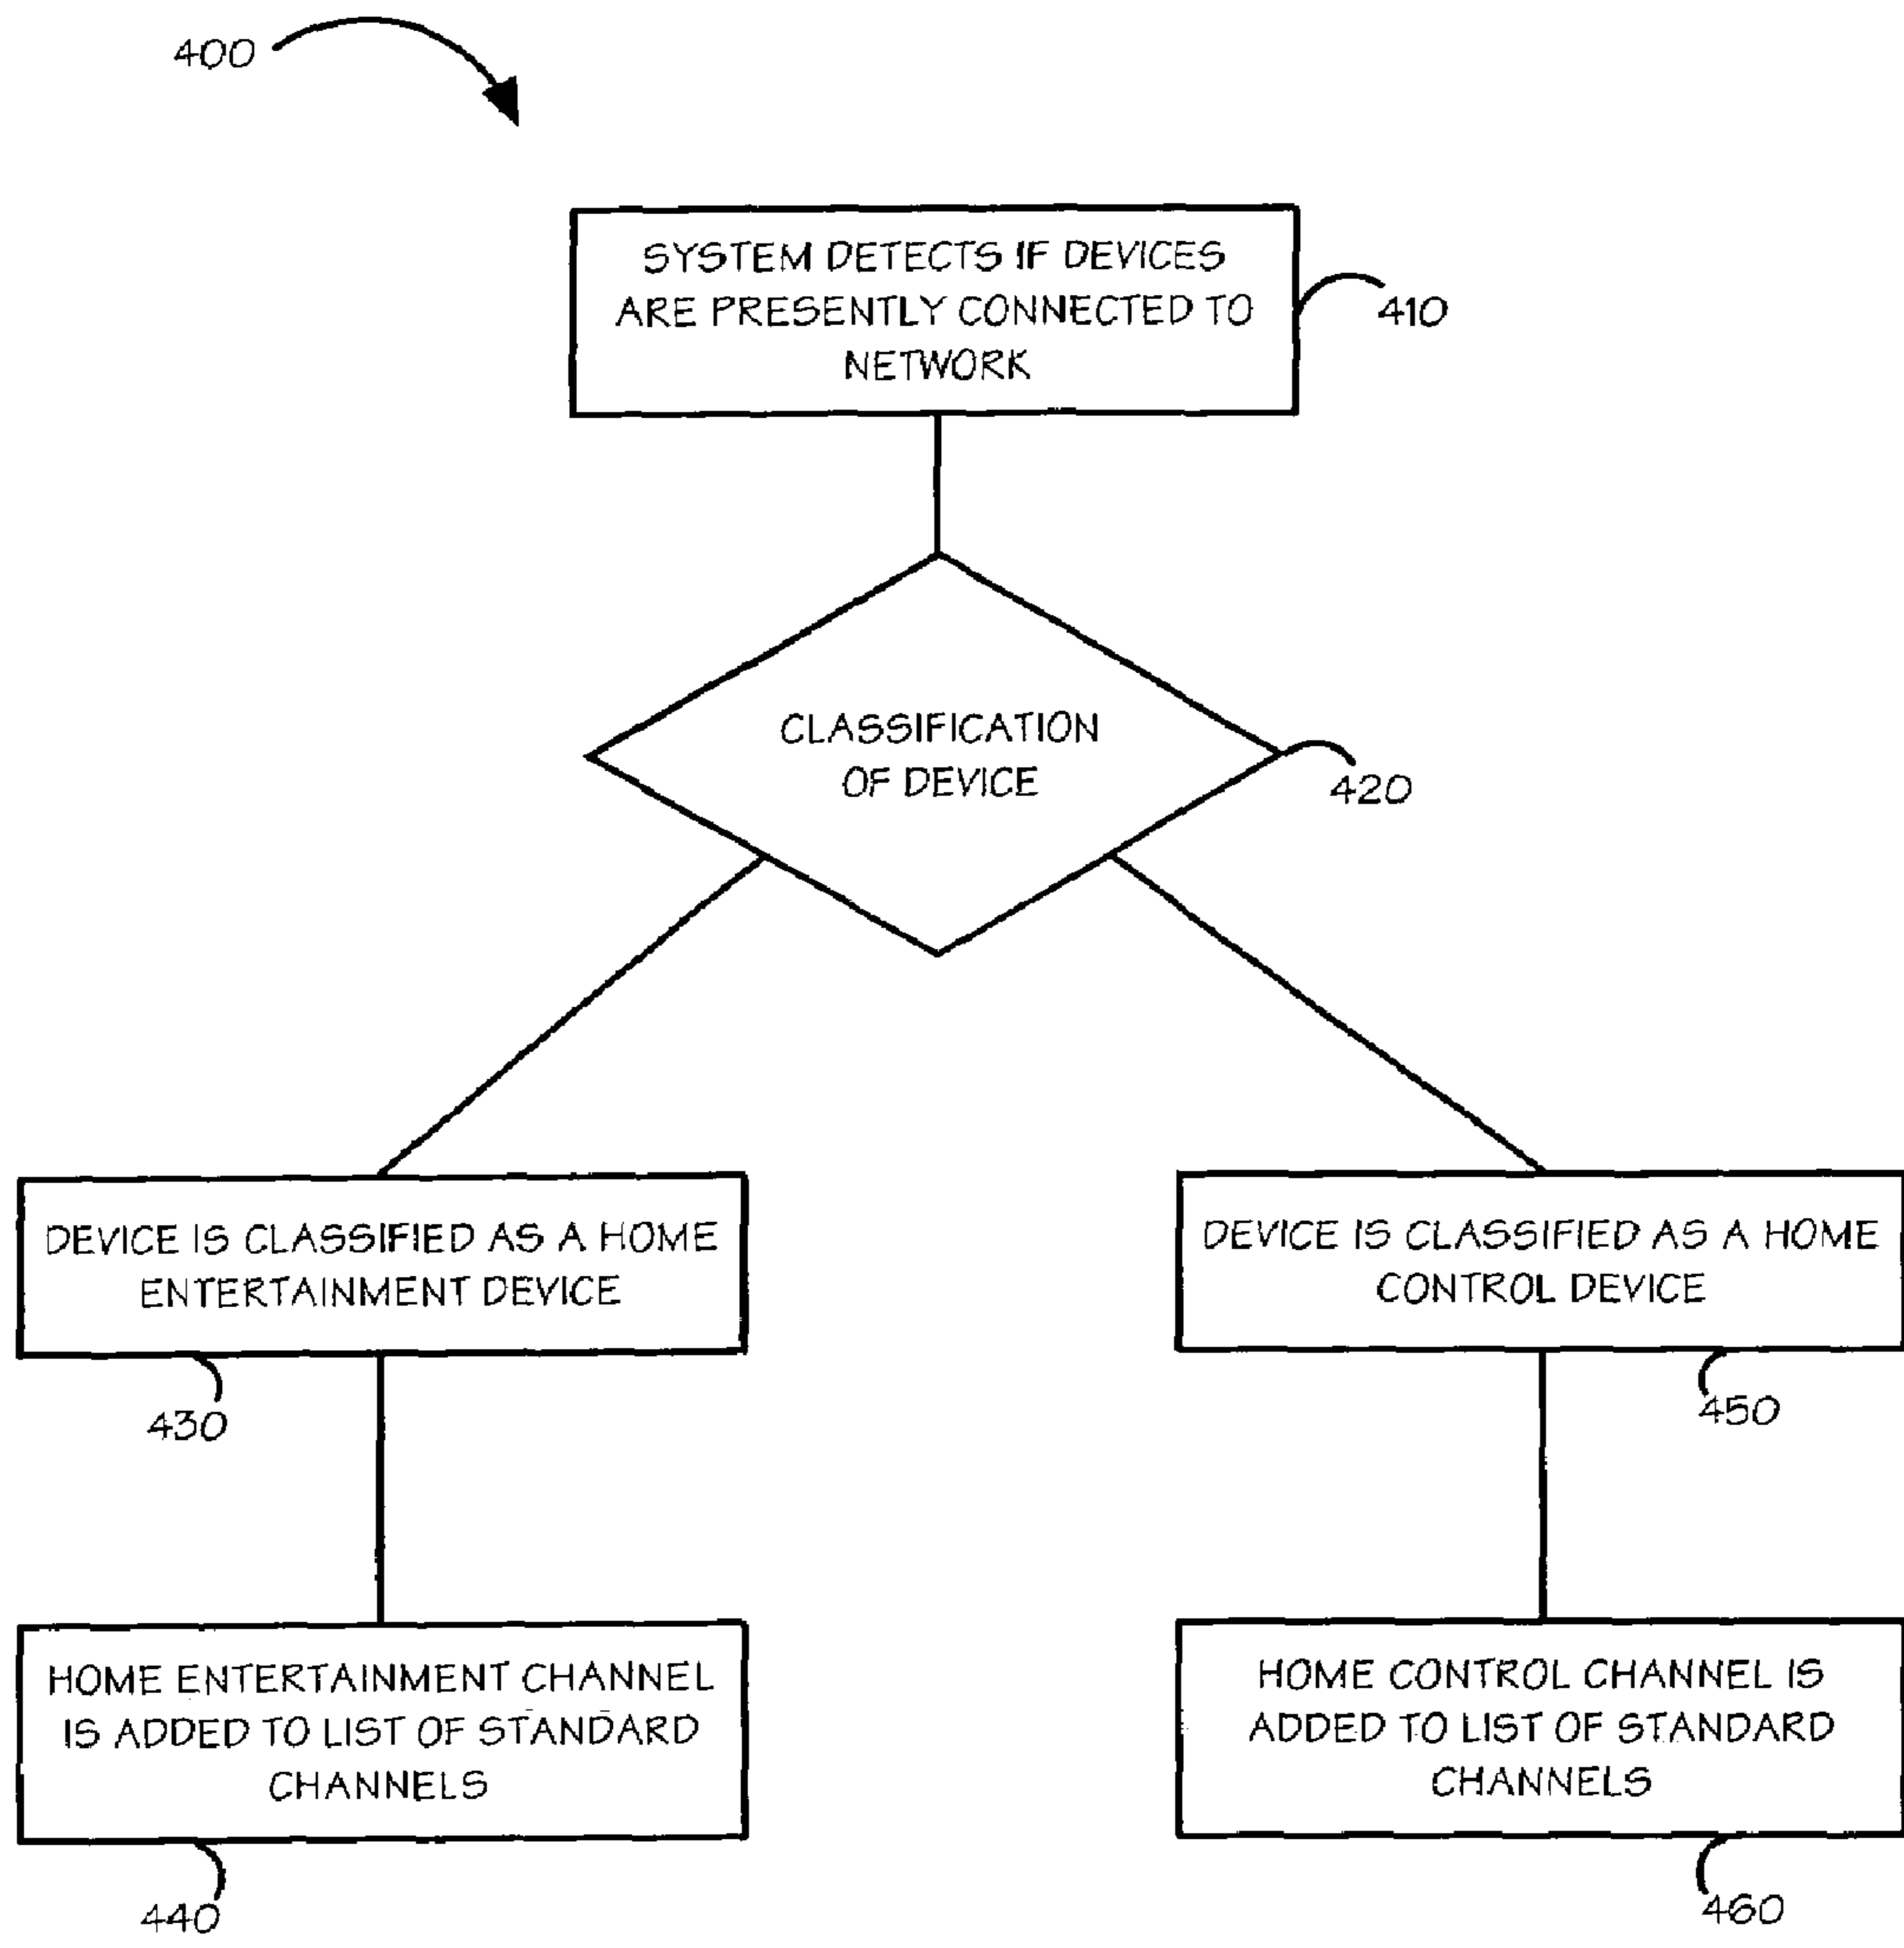 400
SYSTEM DETECTS IF DEVICES
ARE PRESENTLY CONNECTED TO
NETWORK
410
CLASSIFICATION
OF DEVICE
420
DEVICE IS CLASSIFIED AS A HOME
ENTERTAINMENT DEVICE
430
DEVICE IS CLASSIFIED AS A HOME
CONTROL DEVICE
450
HOME ENTERTAINMENT CHANNEL
IS ADDED TO LIST OF STANDARD
CHANNELS
440
HOME CONTROL CHANNEL IS
ADDED TO LIST OF STANDARD
CHANNELS
460